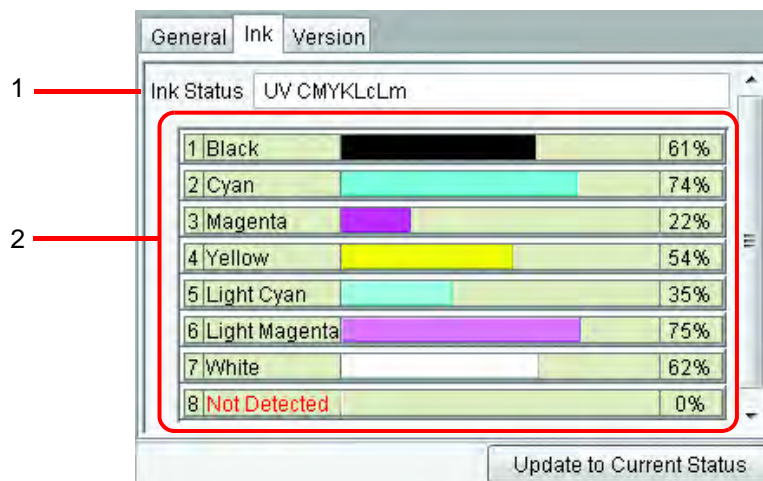 General Ink Version
1 Ink Status UV CMYKLcLm
2
1 Black 61%
2 Cyan 74%
3 Magenta 22%
4 Yellow 54%
5 Light Cyan 35%
6 Light Magenta 75%
7 White 62%
8 Not Detected 0%
Update to Current Status